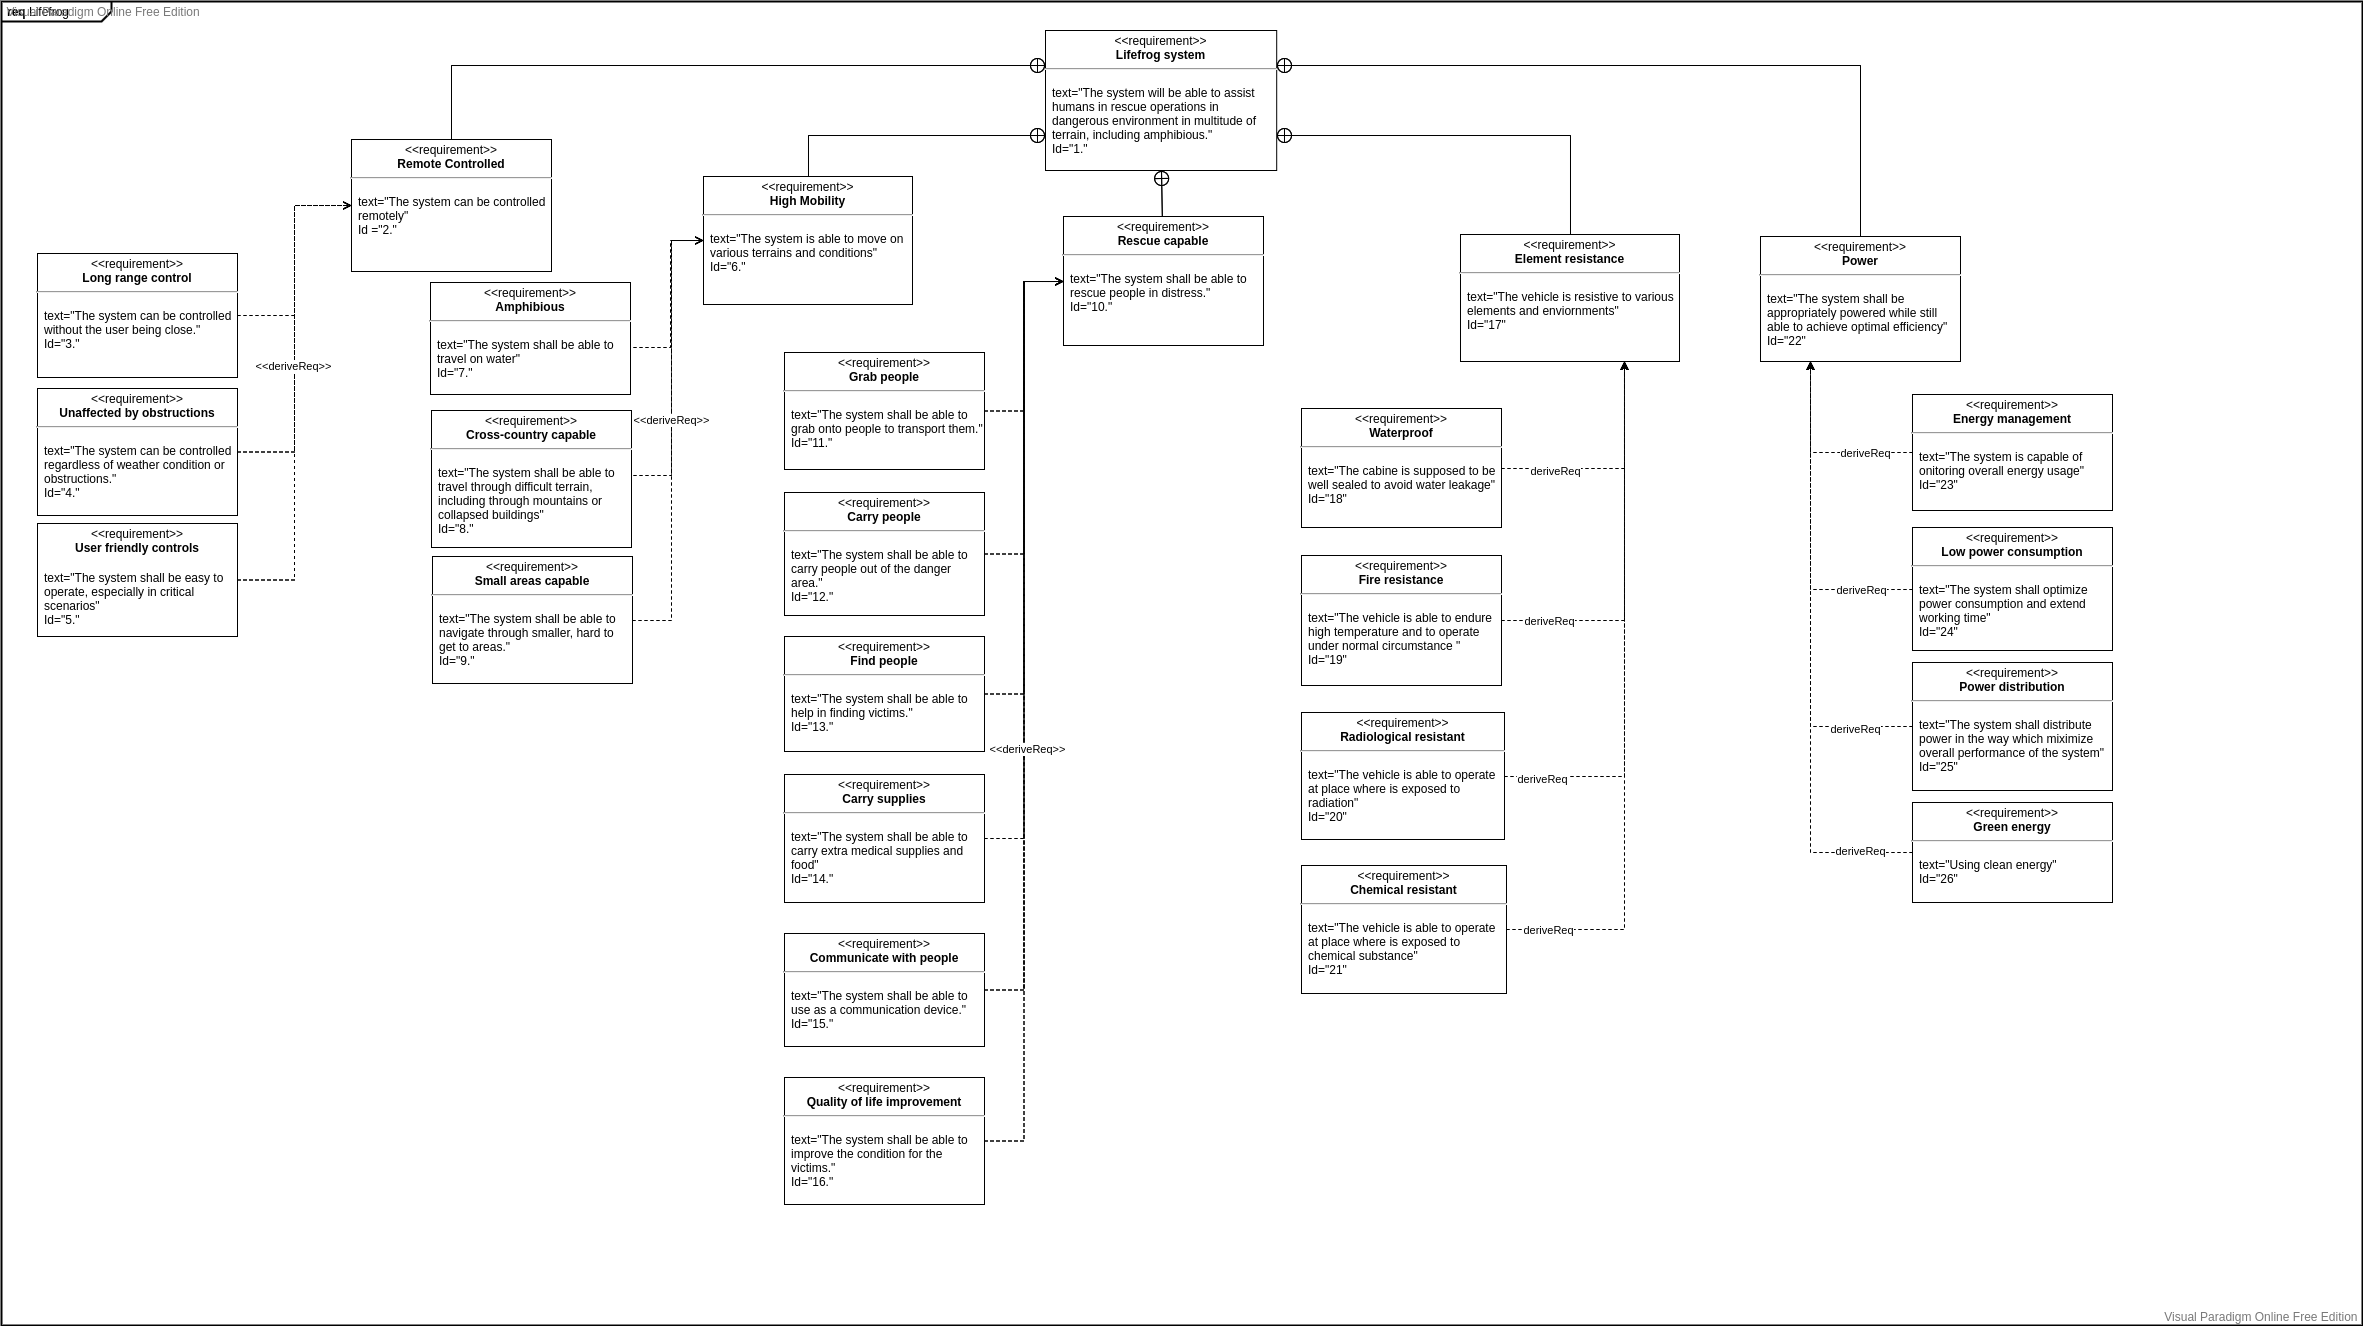 req Lifefrog
Visual Paradigm Online Free Edition
<<requirement>>
Lifefrog system
text="The system will be able to assist
humans in rescue operations in
dangerous environment in multitude of
terrain, including amphibious."
Id="1."
<<requirement>>
Remote Controlled
text="The system can be controlled
remotely"
Id ="2."
<<requirement>>
Long range control
text="The system can be controlled
without the user being close."
Id="3."
<<requirement>>
Unaffected by obstructions
text="The system can be controlled
regardless of weather condition or
obstructions."
Id="4."
<<requirement>>
User friendly controls
text="The system shall be easy to
operate, especially in critical
scenarios"
Id="5."
<<deriveReq>>
<<requirement>>
High Mobility
text="The system is able to move on
various terrains and conditions"
Id="6."
<<requirement>>
Amphibious
text="The system shall be able to
travel on water"
Id="7."
<<requirement>>
Cross-country capable
text="The system shall be able to
travel through difficult terrain,
including through mountains or
collapsed buildings"
Id="8."
<<requirement>>
Small areas capable
text="The system shall be able to
navigate through smaller, hard to
get to areas."
Id="9."
<<deriveReq>>
<<requirement>>
Rescue capable
text="The system shall be able to
rescue people in distress."
Id="10."
<<requirement>>
Grab people
text="The system shall be able to
grab onto people to transport them."
Id="11."
<<requirement>>
Carry people
text="The system shall be able to
carry people out of the danger
area."
Id="12."
<<requirement>>
Find people
text="The system shall be able to
help in finding victims."
Id="13."
<<deriveReq>>
<<requirement>>
Carry supplies
text="The system shall be able to
carry extra medical supplies and
food"
Id="14."
<<requirement>>
Communicate with people
text="The system shall be able to
use as a communication device."
Id="15."
<<requirement>>
Quality of life improvement
text="The system shall be able to
improve the condition for the
victims."
Id="16."
<<requirement>>
Element resistance
text="The vehicle is resistive to various
elements and enviornments"
Id="17"
<<requirement>>
Waterproof
text="The cabine is supposed to be
well sealed to avoid water leakage"
Id="18"
deriveReq
<<requirement>>
Fire resistance
text="The vehicle is able to endure
high temperature and to operate
under normal circumstance "
Id="19"
deriveReq
<<requirement>>
Radiological resistant
text="The vehicle is able to operate
at place where is exposed to
radiation"
Id="20"
deriveReq
<<requirement>>
Chemical resistant
text="The vehicle is able to operate
at place where is exposed to
chemical substance"
Id="21"
deriveReq
<<requirement>>
Power
text="The system shall be
appropriately powered while still
able to achieve optimal efficiency"
Id="22"
<<requirement>>
Energy management
text="The system is capable of
onitoring overall energy usage"
Id="23"
deriveReq
<<requirement>>
Low power consumption
text="The system shall optimize
power consumption and extend
working time"
Id="24"
deriveReq
<<requirement>>
Power distribution
text="The system shall distribute
power in the way which miximize
overall performance of the system"
Id="25"
deriveReq
<<requirement>>
Green energy
text="Using clean energy"
Id="26"
deriveReq
Visual Paradigm Online Free Edition